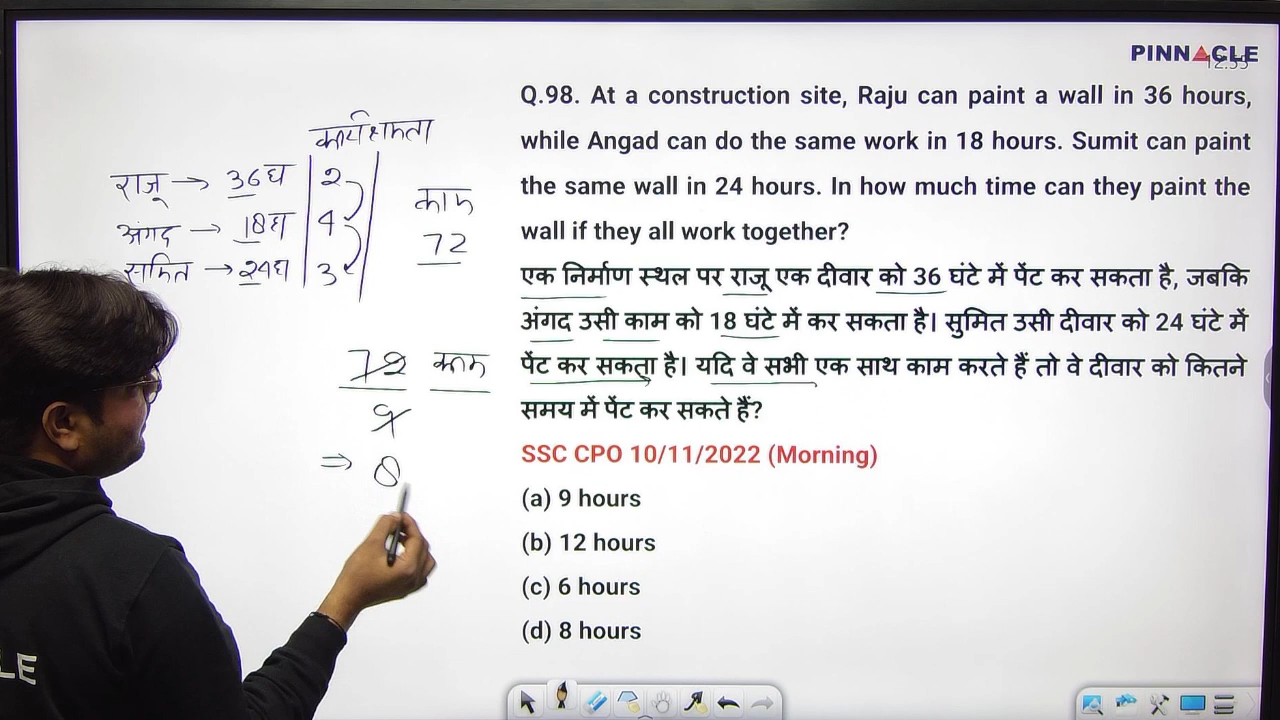 PINNACLE
12:55
Q.98. At a construction site, Raju can paint a wall in 36 hours,
while Angad can do the same work in 18 hours. Sumit can paint
the same wall in 24 hours. In how much time can they paint the
wall if they all work together?
एक निर्माण स्थल पर राजू एक दीवार को 36 घंटे में पेंट कर सकता है, जबकि
अंगद उसी काम को 18 घंटे में कर सकता है। सुमित उसी दीवार को 24 घंटे में
पेंट कर सकता है। यदि वे सभी एक साथ काम करते हैं तो वे दीवार को कितने
समय में पेंट कर सकते हैं?
SSC CPO 10/11/2022 (Morning)
(a) 9 hours
(b) 12 hours
(c) 6 hours
(d) 8 hours
कार्यक्षमता
राजू → 36घ 2
अंगद → 18घ 4
सुमित → 24घ 3
काम
72
72 काम
9
⇒ 8
LE